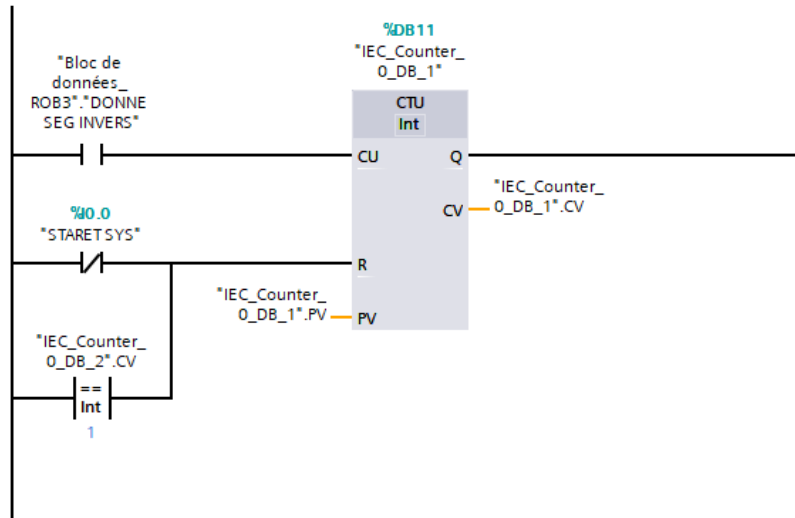 %DB11
"IEC_Counter_
0_DB_1"
"Bloc de
données_
ROB3"."DONNE
SEG INVERS"
CTU
Int
CU
Q
"IEC_Counter_
0_DB_1".CV
CV
%I0.0
"STARET SYS"
R
"IEC_Counter_
0_DB_1".PV
PV
"IEC_Counter_
0_DB_2".CV
==
Int
1